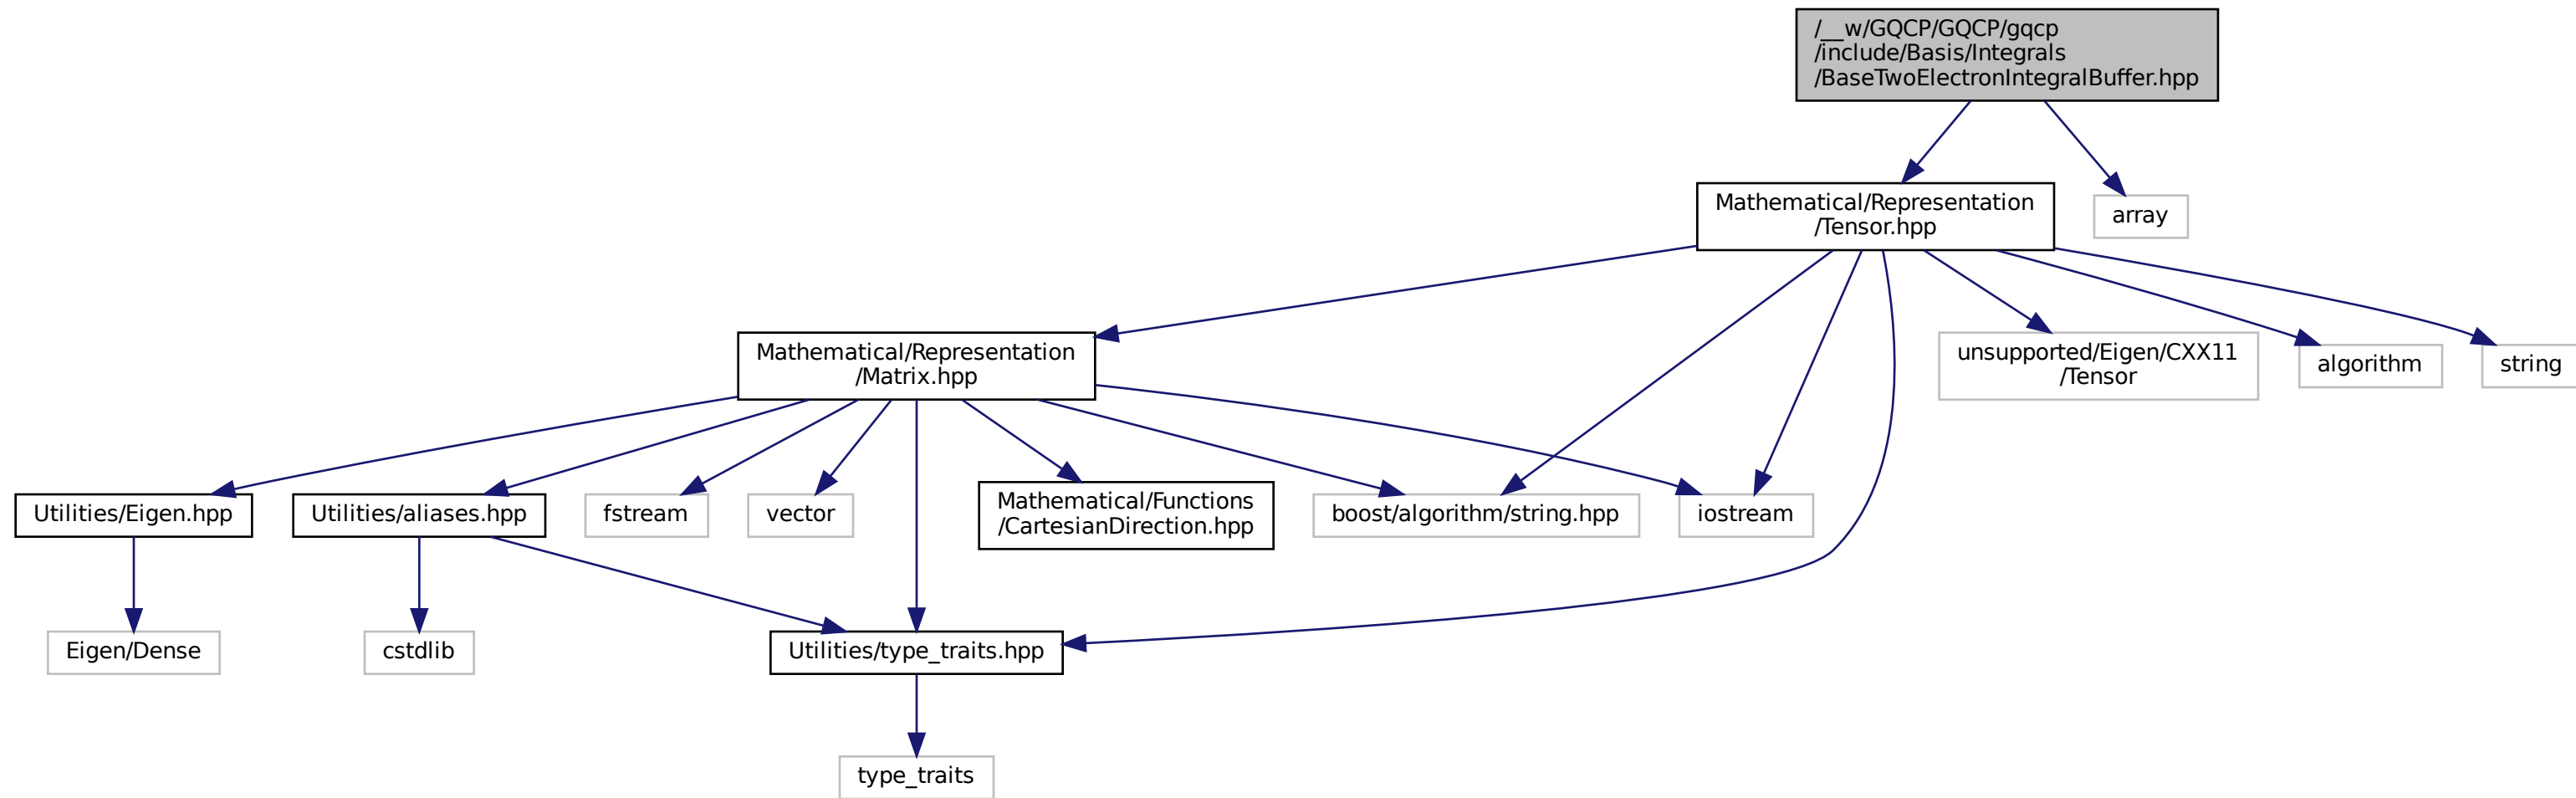 /__w/GQCP/GQCP/gqcp
/include/Basis/Integrals
/BaseTwoElectronIntegralBuffer.hpp
Mathematical/Representation
/Tensor.hpp
array
Mathematical/Representation
/Matrix.hpp
unsupported/Eigen/CXX11
/Tensor
algorithm
string
Utilities/Eigen.hpp
Utilities/aliases.hpp
fstream
vector
Mathematical/Functions
/CartesianDirection.hpp
boost/algorithm/string.hpp
iostream
Eigen/Dense
cstdlib
Utilities/type_traits.hpp
type_traits